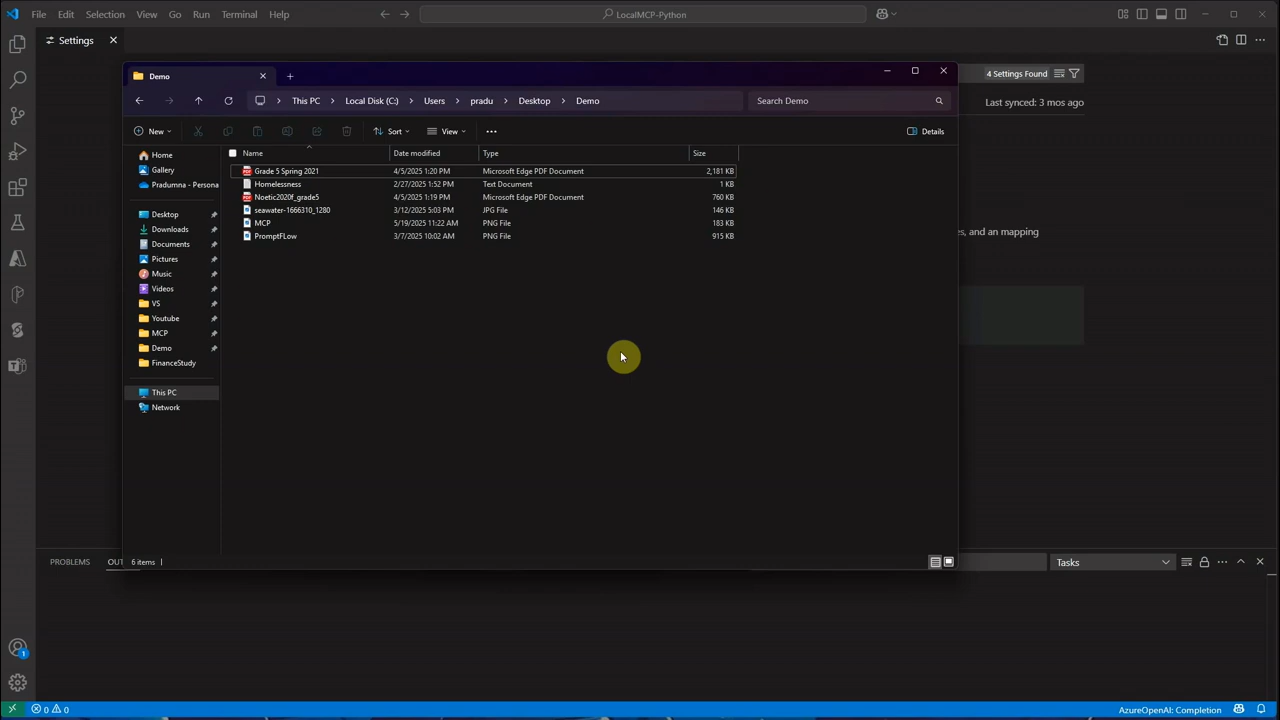 File Edit Selection View Go Run Terminal Help
LocalMCP-Python
Settings
4 Settings Found
Last synced: 3 mos ago
es, and an mapping
Demo
This PC > Local Disk (C:) > Users > pradu > Desktop > Demo
Search Demo
New
Sort
View
Details
Name Date modified Type Size
Home
Gallery
Pradumna - Persona
Desktop
Downloads
Documents
Pictures
Music
Videos
VS
Youtube
MCP
Demo
FinanceStudy
This PC
Network
Grade 5 Spring 2021 4/5/2025 1:20 PM Microsoft Edge PDF Document 2,181 KB
Homelessness 2/27/2025 1:52 PM Text Document 1 KB
Noetic2020f_grade5 4/5/2025 1:19 PM Microsoft Edge PDF Document 760 KB
seawater-1666310_1280 3/12/2025 5:03 PM JPG File 146 KB
MCP 5/19/2025 11:22 AM PNG File 183 KB
PromptFLow 3/7/2025 10:02 AM PNG File 915 KB
6 items
PROBLEMS OUT
Tasks
1
0 0
AzureOpenAI: Completion